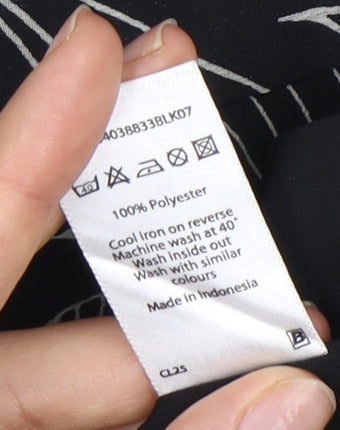 4038833BLK07
40
100% Polyester
Cool iron on reverse
Machine wash at 40°
Wash inside out
Wash with similar
colours
Made in Indonesia
B
CL25